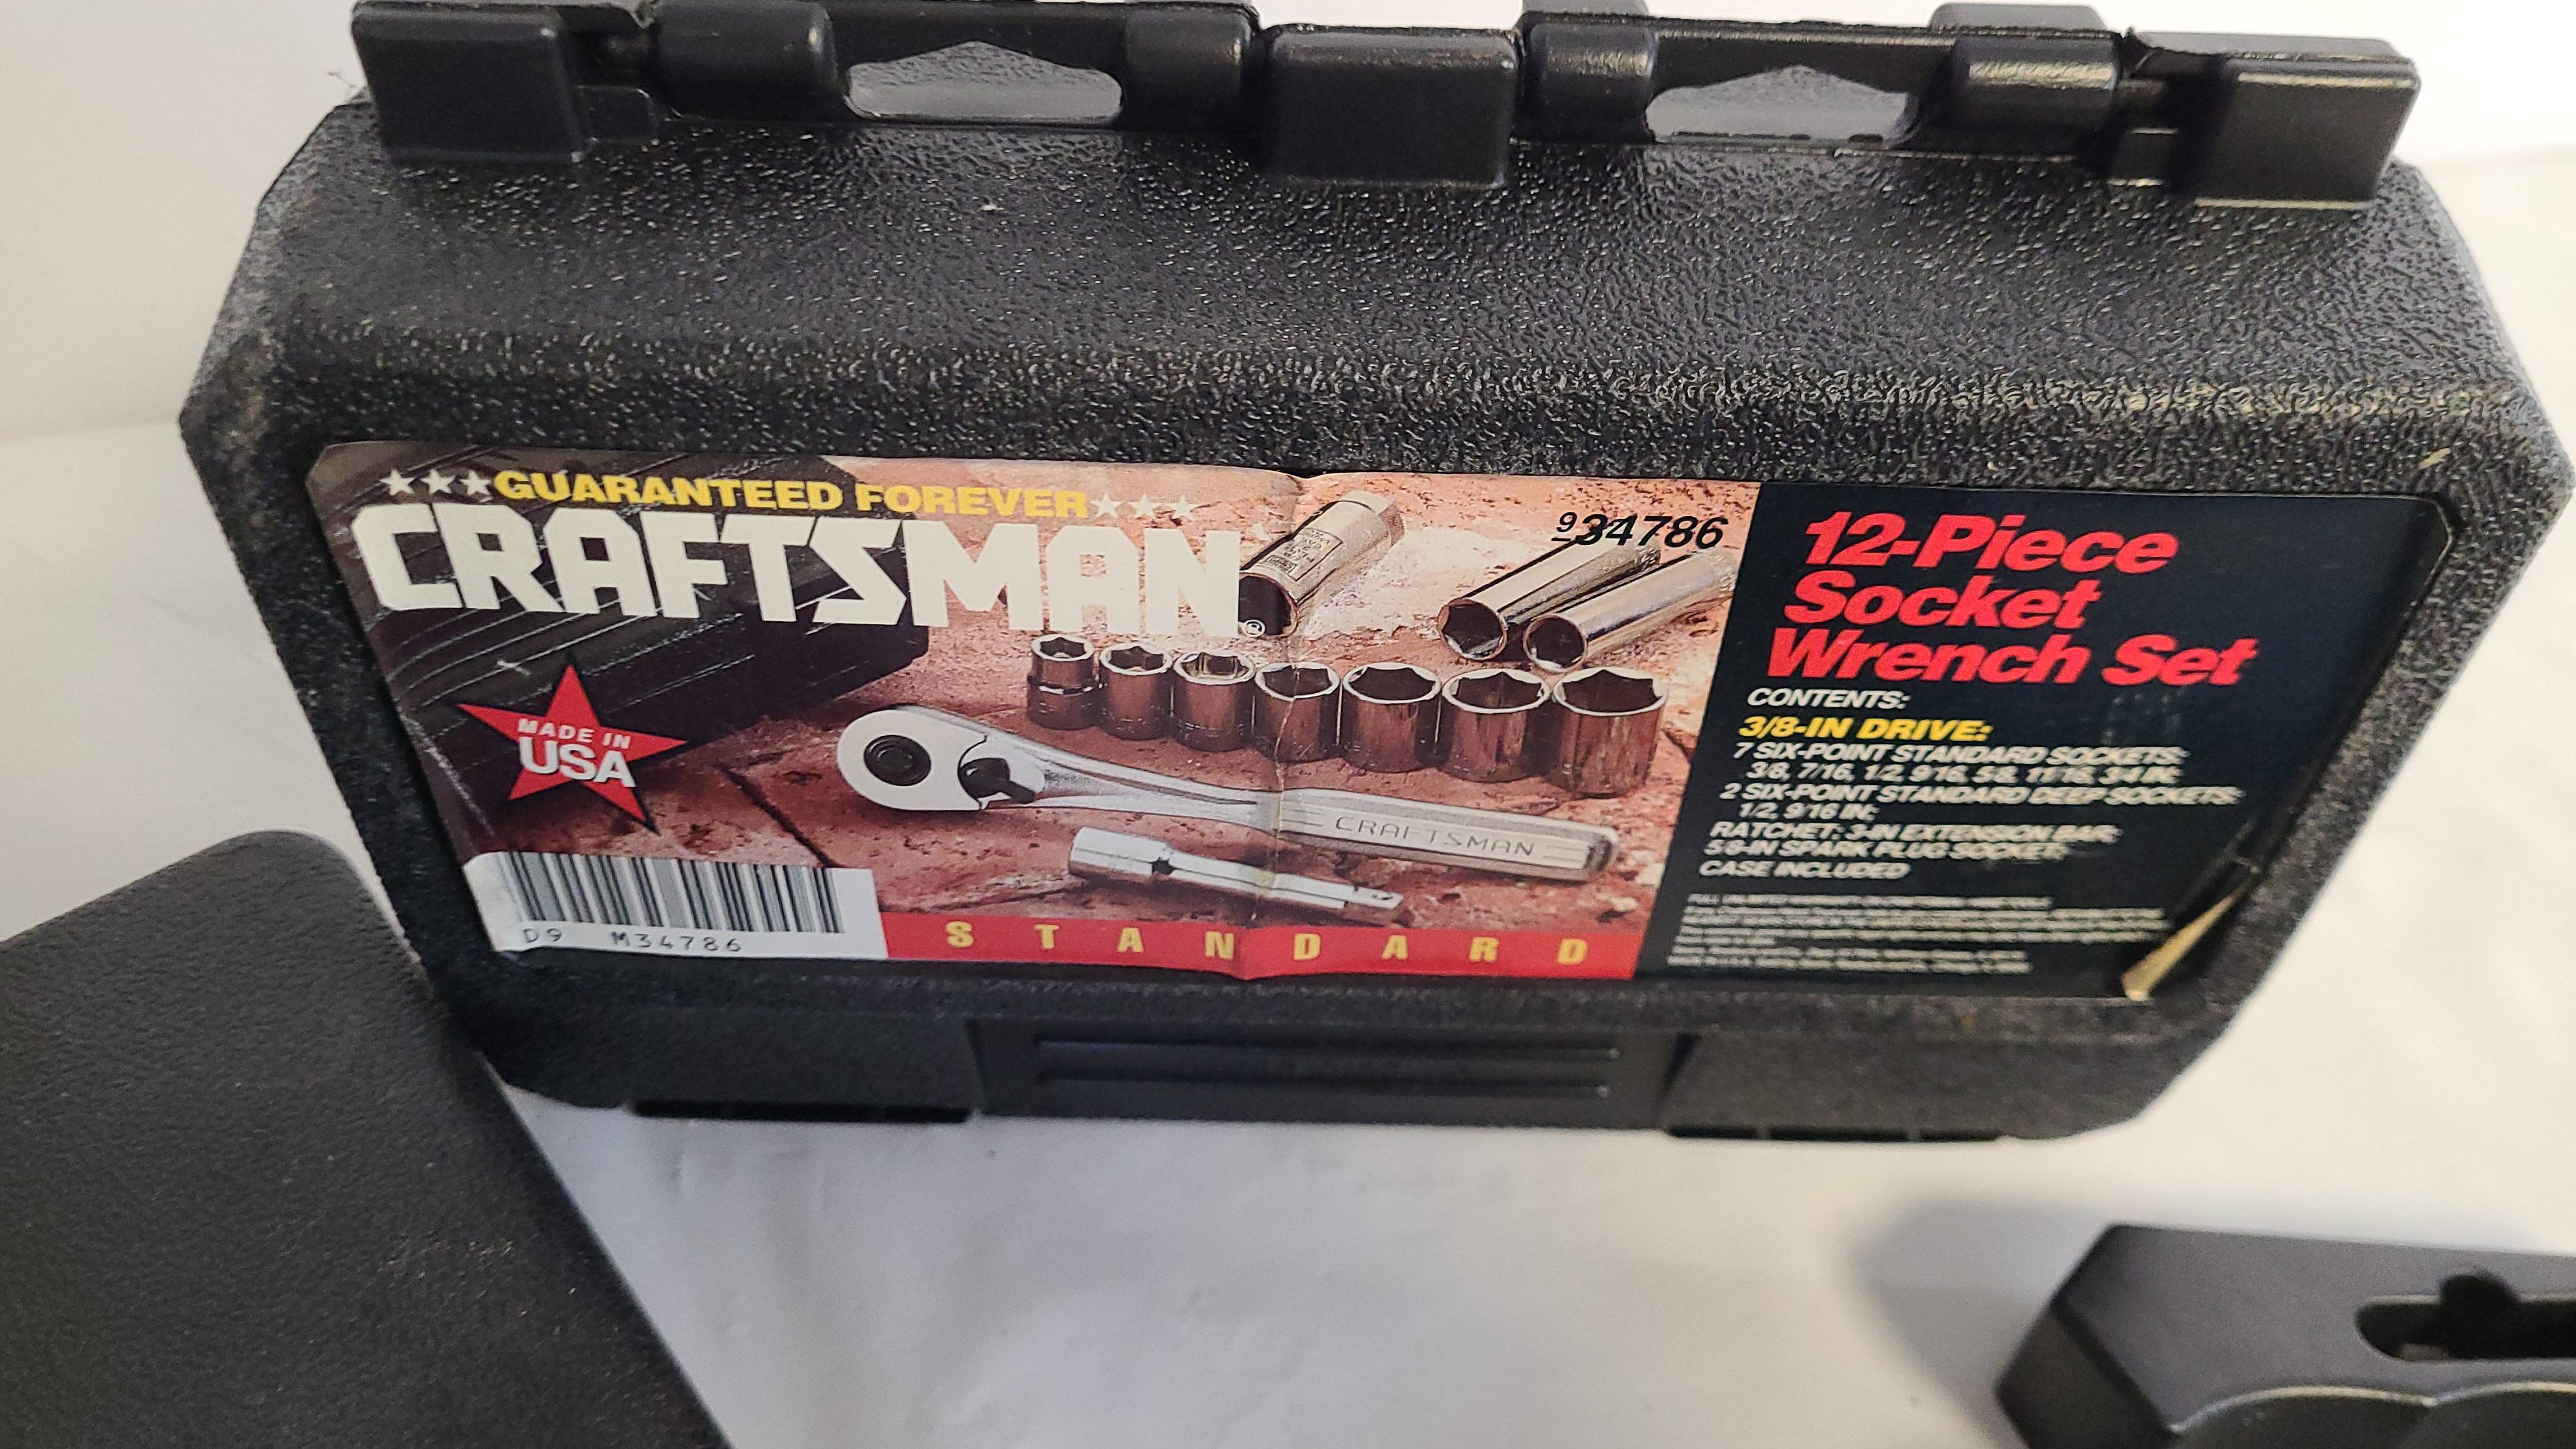 ★★★GUARANTEED FOREVER★★★
CRAFTSMAN®
MADE IN
USA
D9 M34786
934786
CRAFTSMAN
STANDARD
12-Piece
Socket
Wrench Set
CONTENTS:
3/8-IN DRIVE:
7 SIX-POINT STANDARD SOCKETS:
3/8, 7/16, 1/2, 9/16, 5/8, 11/16, 3/4 IN;
2 SIX-POINT STANDARD DEEP SOCKETS:
1/2, 9/16 IN;
RATCHET; 3-IN EXTENSION BAR;
5/8-IN SPARK PLUG SOCKET;
CASE INCLUDED